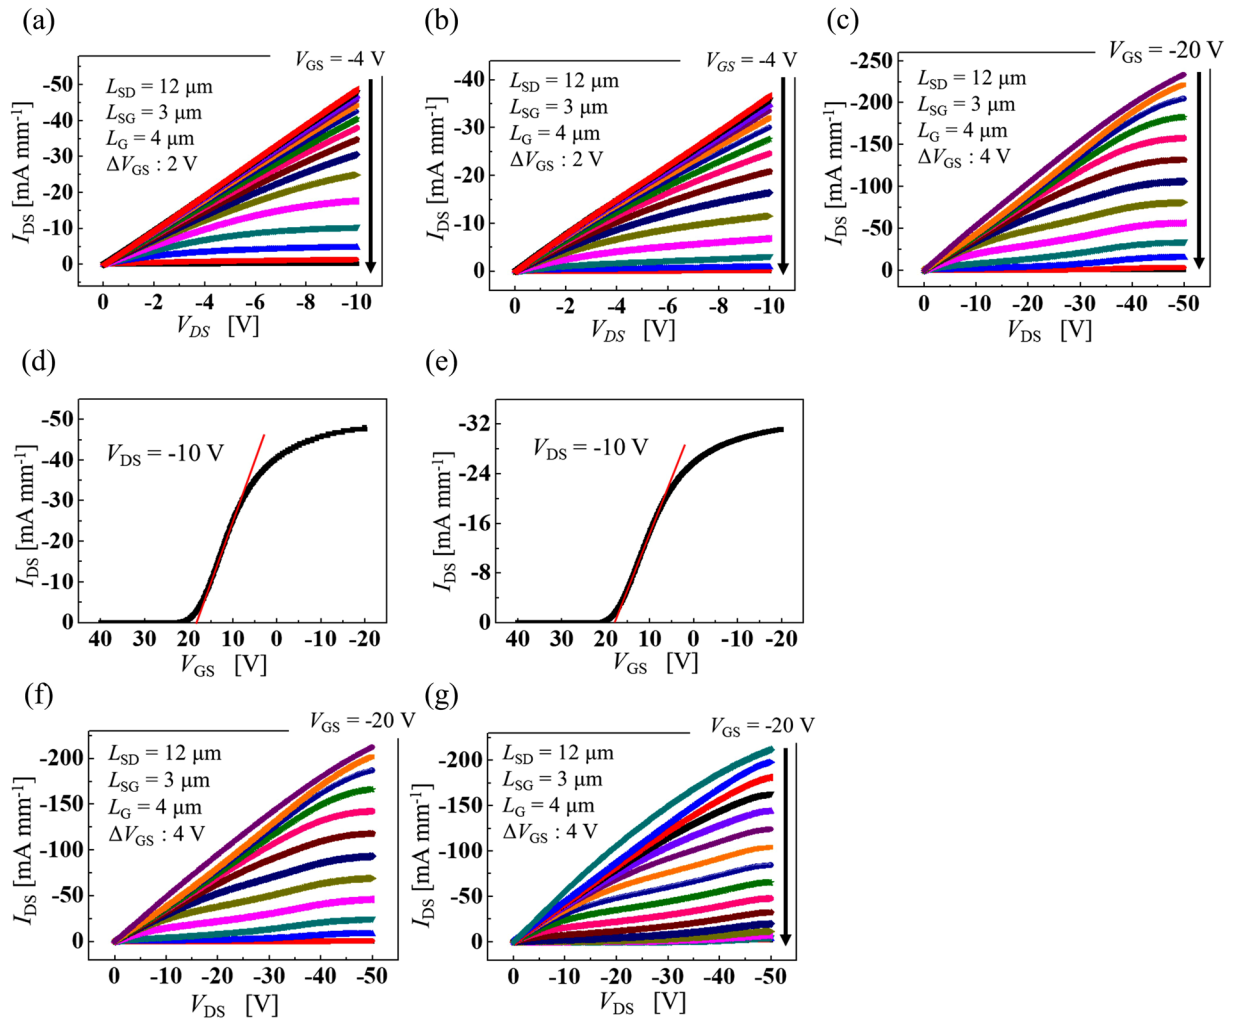 (a)
V_GS = -4 V
L_SD = 12 μm
L_SG = 3 μm
L_G = 4 μm
ΔV_GS : 2 V
I_DS [mA mm⁻¹]
-50
-40
-30
-20
-10
0
0 -2 -4 -6 -8 -10
V_DS [V]
(b)
V_GS = -4 V
L_SD = 12 μm
L_SG = 3 μm
L_G = 4 μm
ΔV_GS : 2 V
I_DS [mA mm⁻¹]
-40
-30
-20
-10
0
0 -2 -4 -6 -8 -10
V_DS [V]
(c)
V_GS = -20 V
L_SD = 12 μm
L_SG = 3 μm
L_G = 4 μm
ΔV_GS : 4 V
I_DS [mA mm⁻¹]
-250
-200
-150
-100
-50
0
0 -10 -20 -30 -40 -50
V_DS [V]
(d)
V_DS = -10 V
I_DS [mA mm⁻¹]
-50
-40
-30
-20
-10
0
40 30 20 10 0 -10 -20
V_GS [V]
(e)
V_DS = -10 V
I_DS [mA mm⁻¹]
-32
-24
-16
-8
0
40 30 20 10 0 -10 -20
V_GS [V]
(f)
V_GS = -20 V
L_SD = 12 μm
L_SG = 3 μm
L_G = 4 μm
ΔV_GS : 4 V
I_DS [mA mm⁻¹]
-200
-150
-100
-50
0
0 -10 -20 -30 -40 -50
V_DS [V]
(g)
V_GS = -20 V
L_SD = 12 μm
L_SG = 3 μm
L_G = 4 μm
ΔV_GS : 4 V
I_DS [mA mm⁻¹]
-200
-150
-100
-50
0
0 -10 -20 -30 -40 -50
V_DS [V]